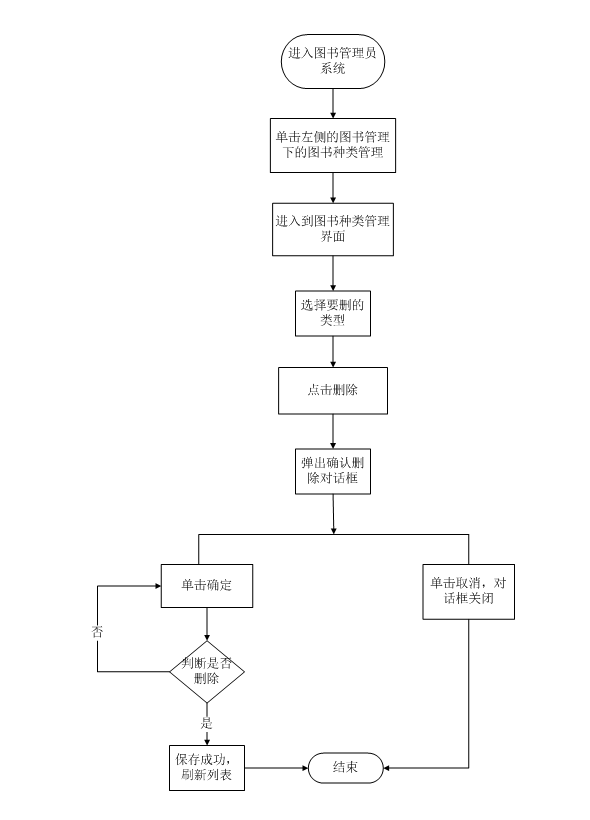 进入图书管理员
系统
单击左侧的图书管理
下的图书种类管理
进入到图书种类管理
界面
选择要删的
类型
点击删除
弹出确认删
除对话框
单击确定
单击取消，对
话框关闭
否
判断是否
删除
是
保存成功，
刷新列表
结束